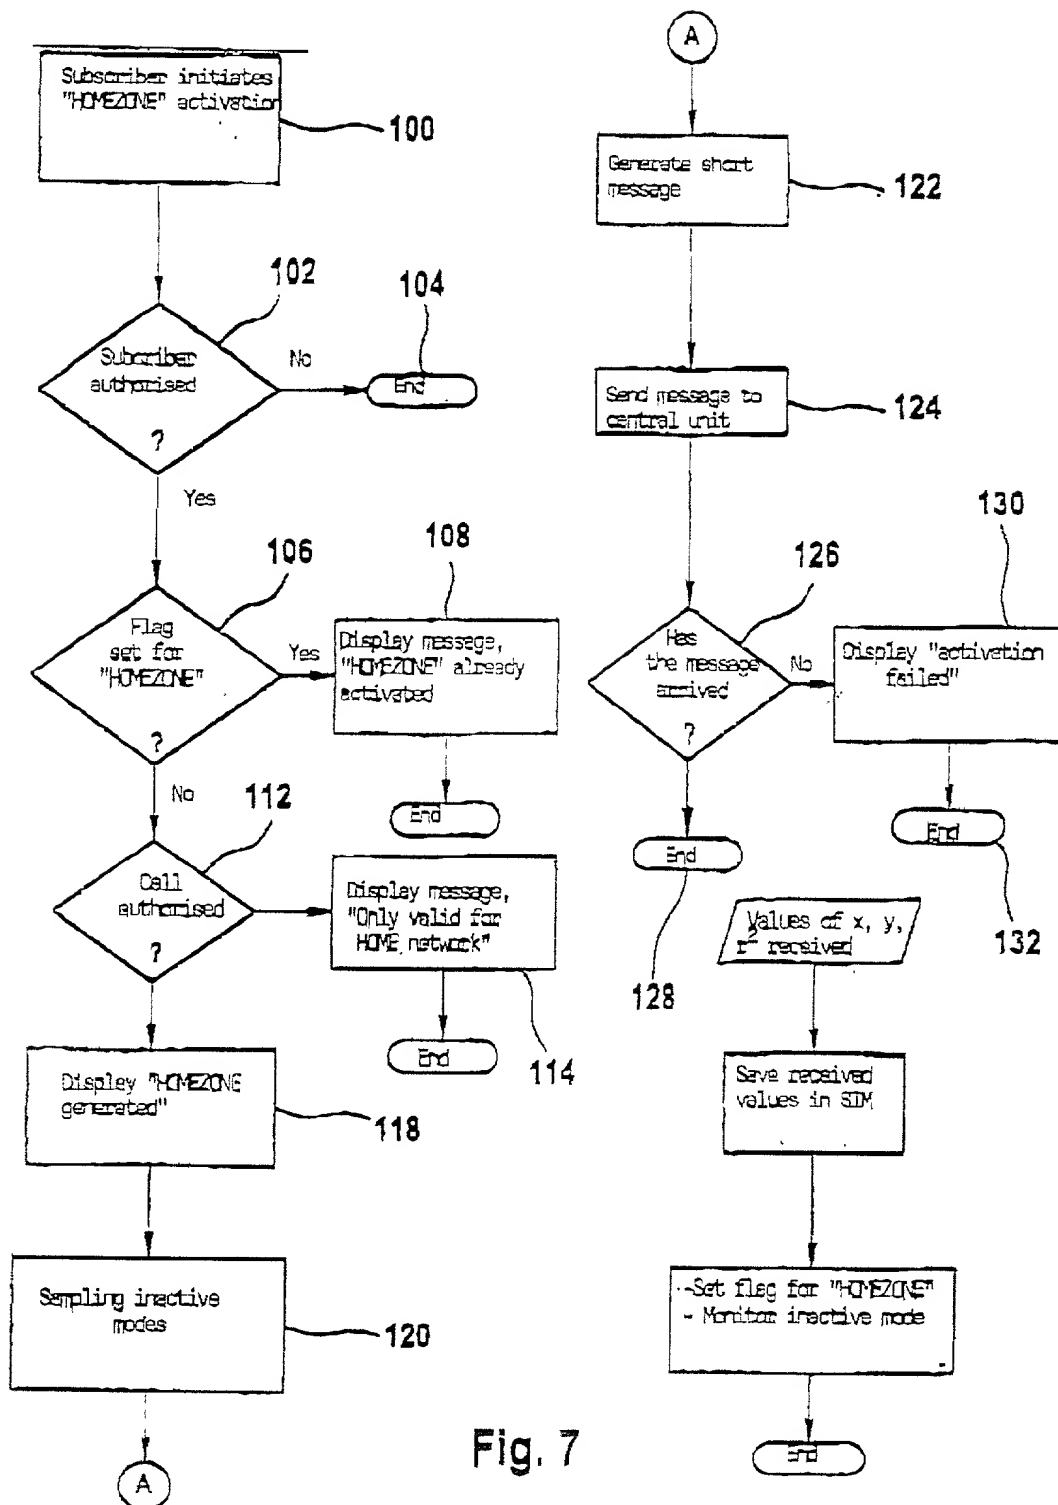 Subscriber initiates
"HOMEZONE" activation
100
102
Subscriber
authorised
?
No
104
End
Yes
106
Flag
set for
"HOMEZONE"
?
Yes
108
Display message,
"HOMEZONE" already
activated
End
No
112
Call
authorised
?
Display message,
"Only valid for
HOME network"
114
End
Display "HOMEZONE
generated"
118
Sampling inactive
modes
120
A
A
Generate short
message
122
Send message to
central unit
124
126
Has
the message
arrived
?
No
130
Display "activation
failed"
End
132
End
128
Values of x, y,
r² received
Save received
values in SIM
-Set flag for "HOMEZONE"
- Monitor inactive mode
End
Fig. 7